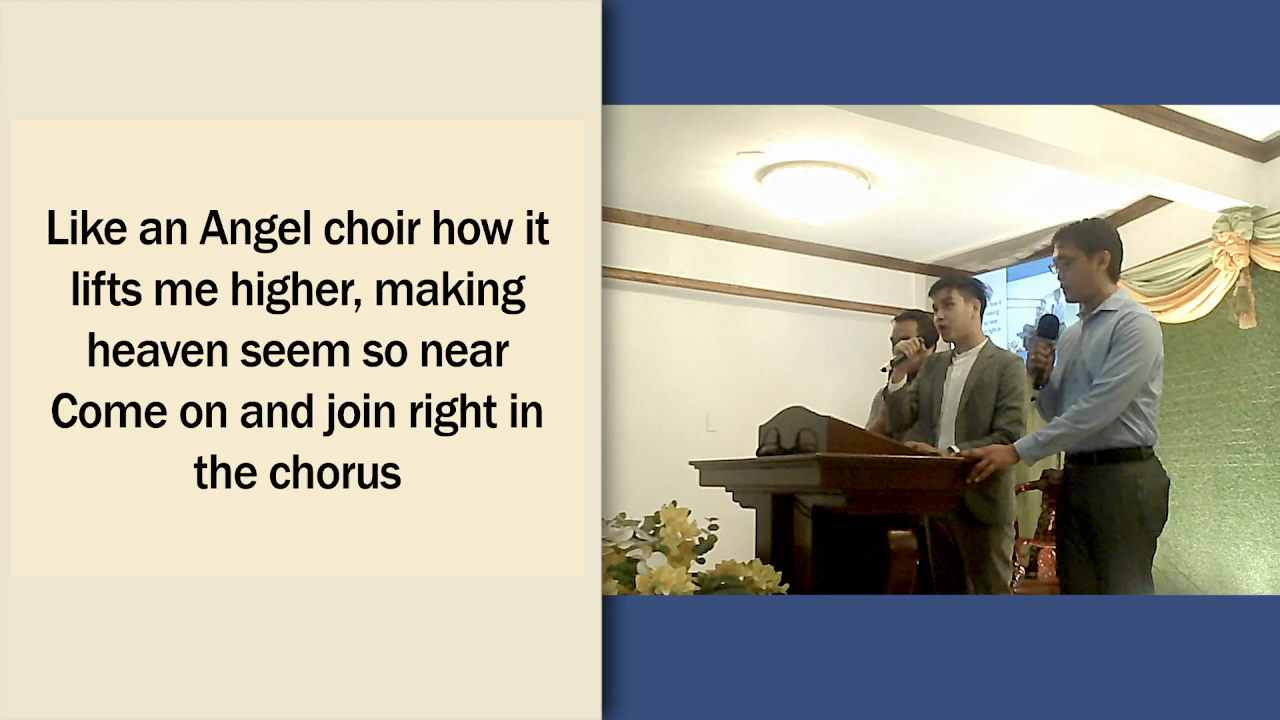 Like an Angel choir how it
lifts me higher, making
heaven seem so near
Come on and join right in
the chorus